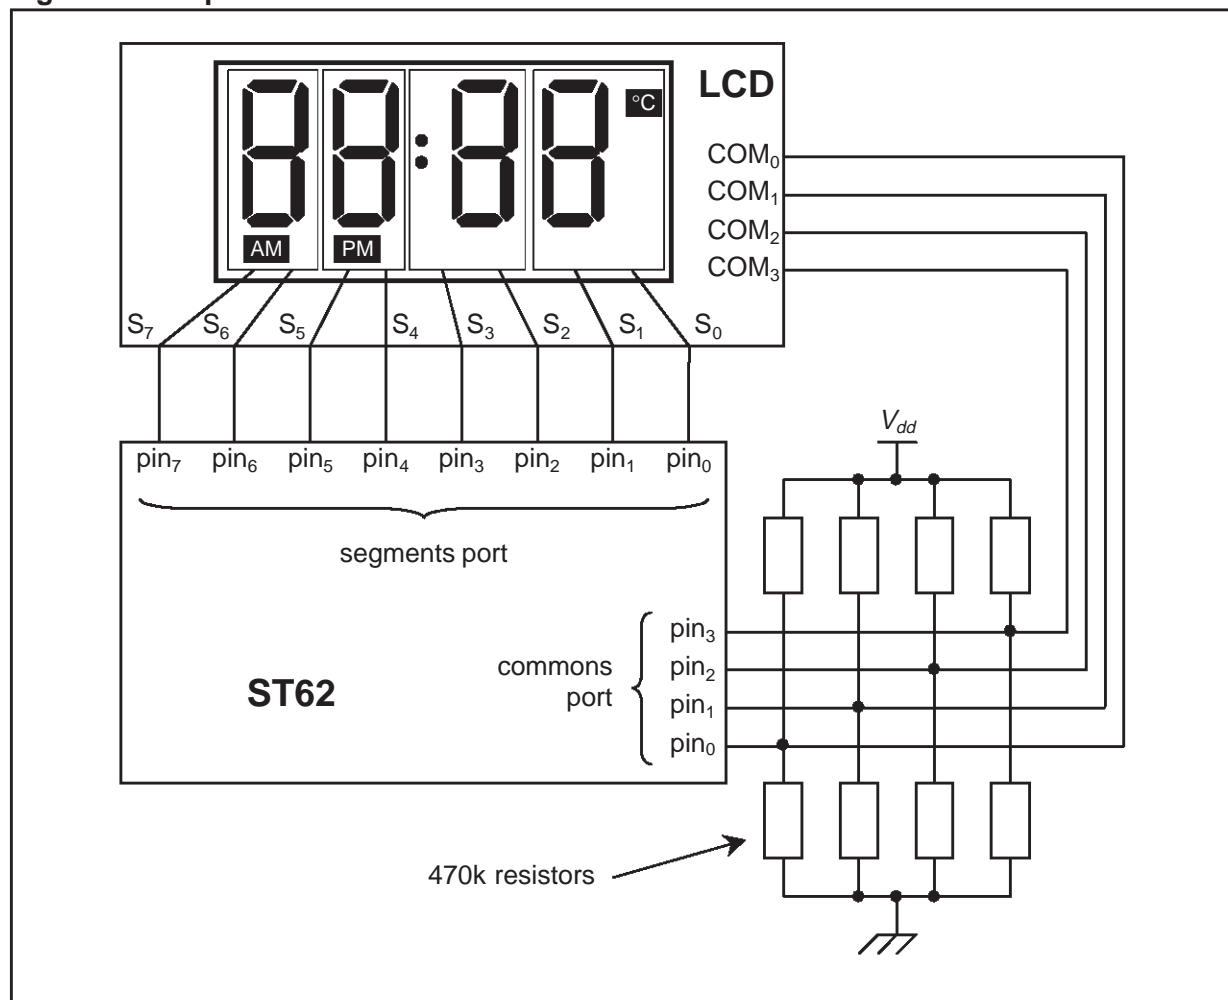 LCD
°C
AM
PM
COM₀
COM₁
COM₂
COM₃
S₇
S₆
S₅
S₄
S₃
S₂
S₁
S₀
pin₇
pin₆
pin₅
pin₄
pin₃
pin₂
pin₁
pin₀
segments port
V_dd
commons
port
pin₃
pin₂
pin₁
pin₀
ST62
470k resistors